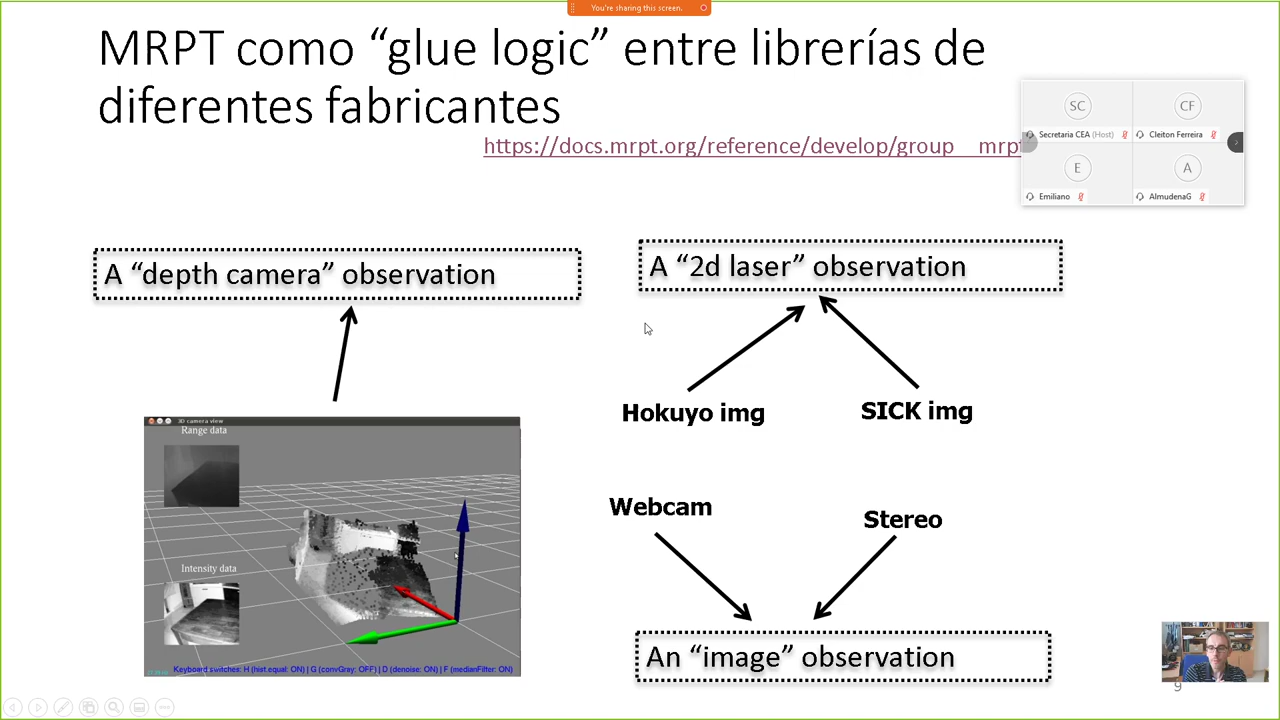 You're sharing this screen.
MRPT como “glue logic” entre librerías de
diferentes fabricantes
https://docs.mrpt.org/reference/develop/group__mrpt
SC
CF
Secretaria CEA (Host)
Cleiton Ferreira
E
A
Emiliano
AlmudenaG
A “depth camera” observation
A “2d laser” observation
Hokuyo img
SICK img
3D camera view
Range data
Intensity data
Keyboard switches: H (hist.equal: ON) | G (convGray: OFF) | D (denoise: ON) | F (medianFilter: ON)
Webcam
Stereo
An “image” observation
9